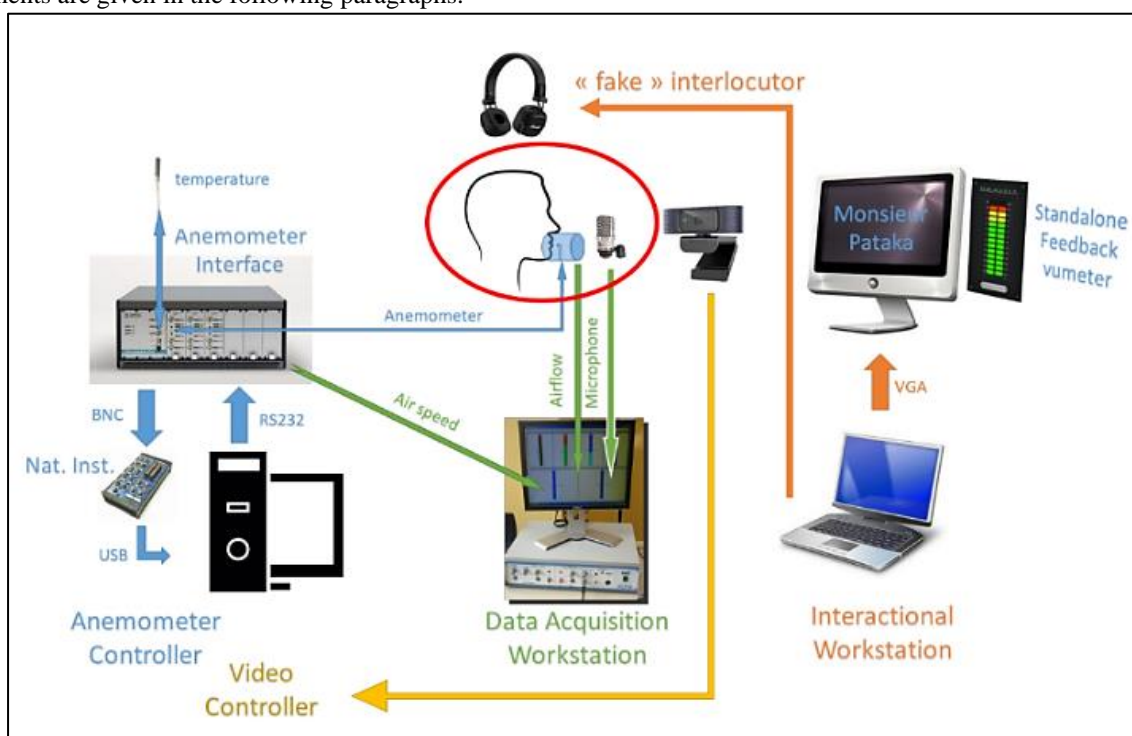 ents are given in the following paragraphs.
« fake » interlocutor
temperature
Anemometer
Interface
Monsieur
Pataka
Standalone
Feedback
vumeter
Anemometer
Airflow
Microphone
Air speed
BNC
RS232
VGA
Nat. Inst.
USB
Anemometer
Controller
Data Acquisition
Workstation
Interactional
Workstation
Video
Controller